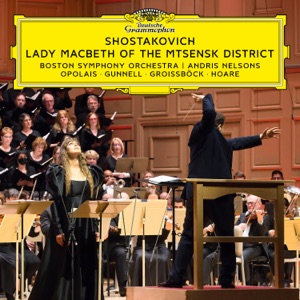 Deutsche
Grammophon
SHOSTAKOVICH
LADY MACBETH OF THE MTSENSK DISTRICT
BOSTON SYMPHONY ORCHESTRA | ANDRIS NELSONS
OPOLAIS · GUNNELL · GROISSBÖCK · HOARE